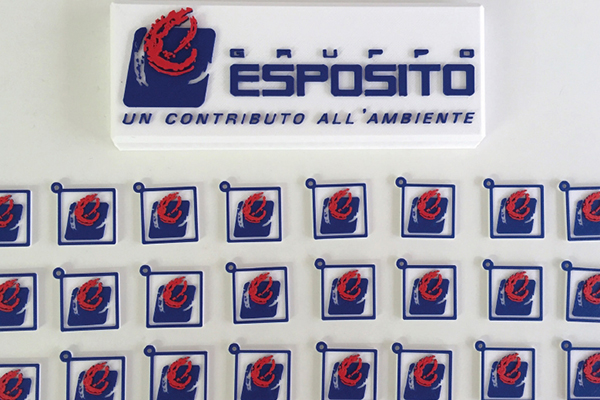 GRUPPO
ESPOSITO
UN CONTRIBUTO ALL'AMBIENTE